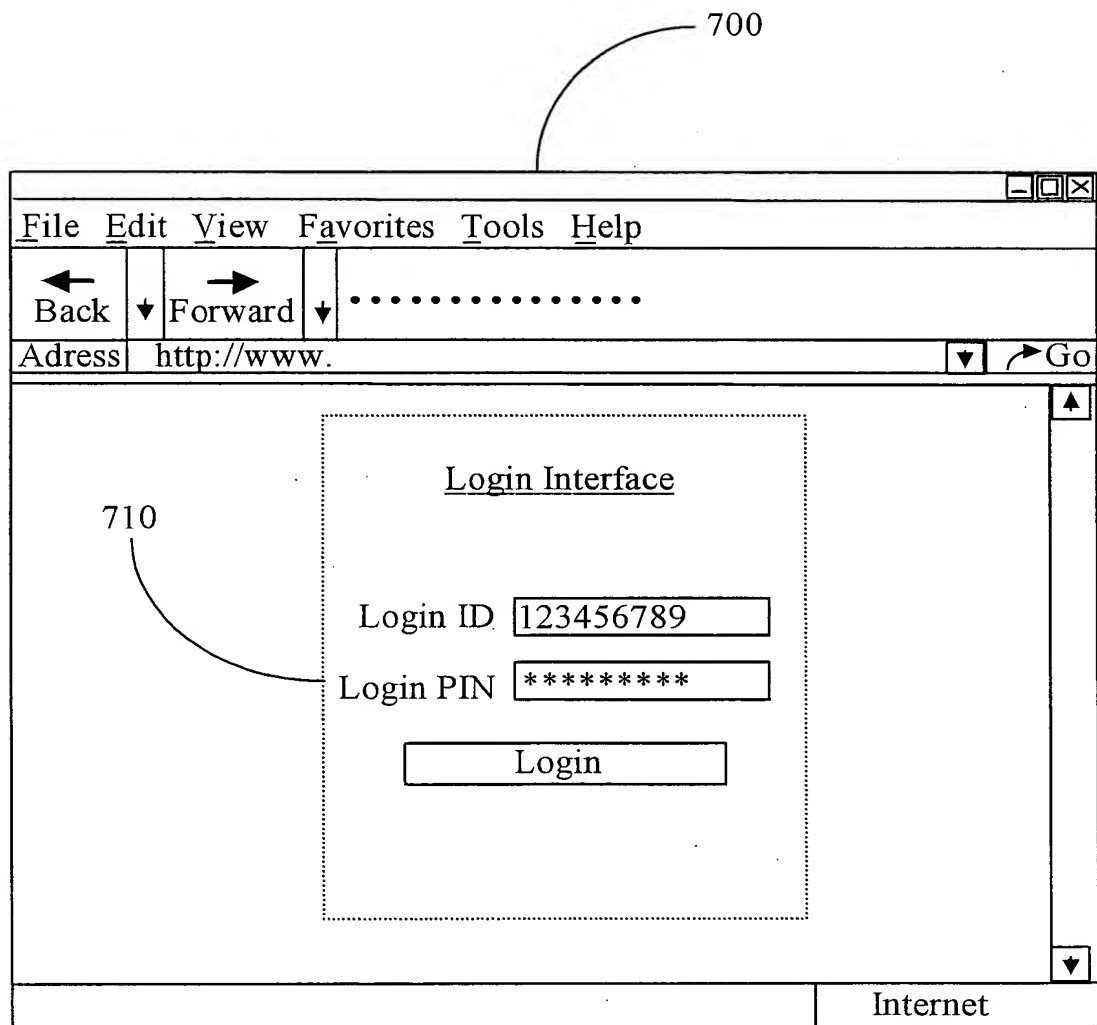 700
File Edit View Favorites Tools Help
Back Forward ...............
Adress http://www. Go
Login Interface
710
Login ID 123456789
Login PIN *********
Login
Internet